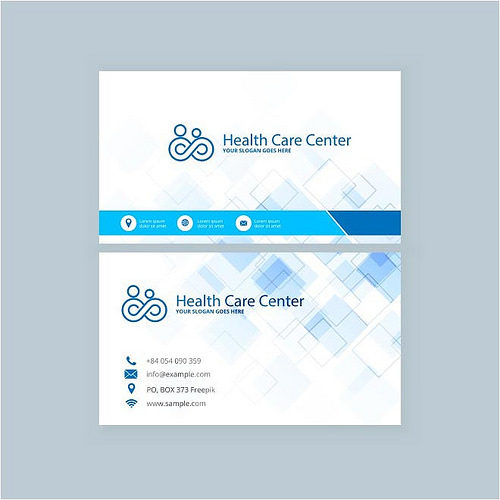 Health Care Center
YOUR SLOGAN GOES HERE
Lorem ipsum
dolor sit amet
Lorem ipsum
dolor sit amet
Lorem ipsum
dolor sit amet
Health Care Center
YOUR SLOGAN GOES HERE
+84 054 090 359
info@example.com
PO, BOX 373 Freepik
www.sample.com